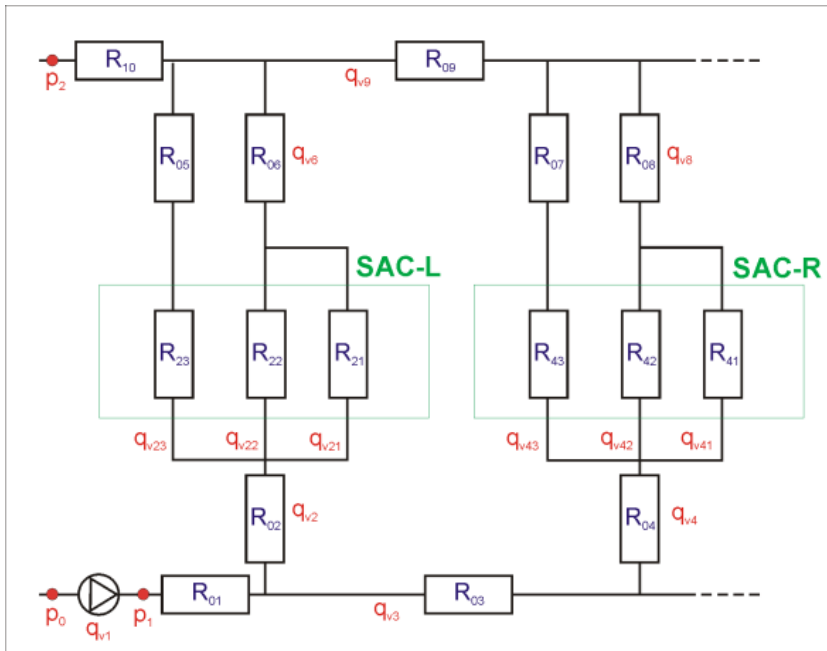 R10 R09
p2 qv9
R05 R06 qv6 R07 R08 qv8
SAC-L SAC-R
R23 R22 R21 R43 R42 R41
qv23 qv22 qv21 qv43 qv42 qv41
R02 qv2 R04 qv4
R01 R03
p0 qv1 p1 qv3